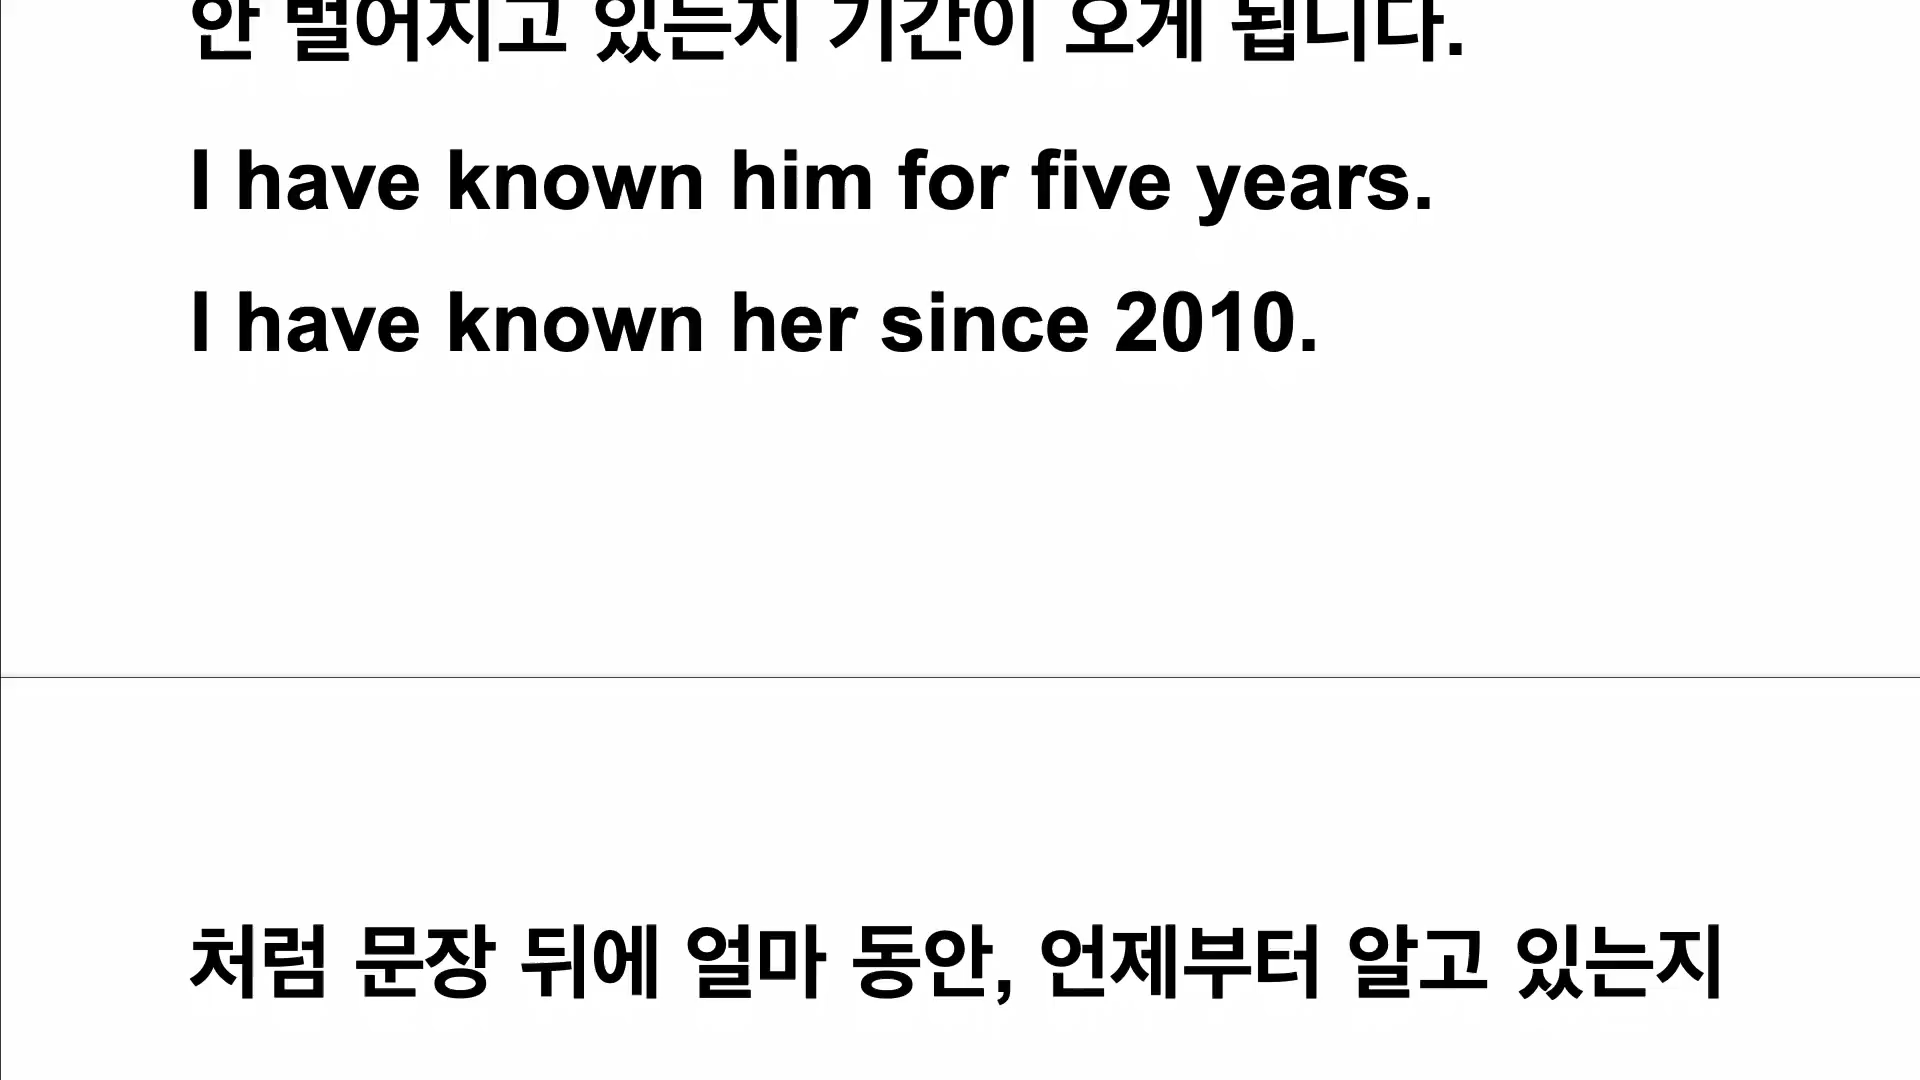 안 벌어지고 있는지 기간이 오게 됩니다.
I have known him for five years.
I have known her since 2010.
처럼 문장 뒤에 얼마 동안, 언제부터 알고 있는지